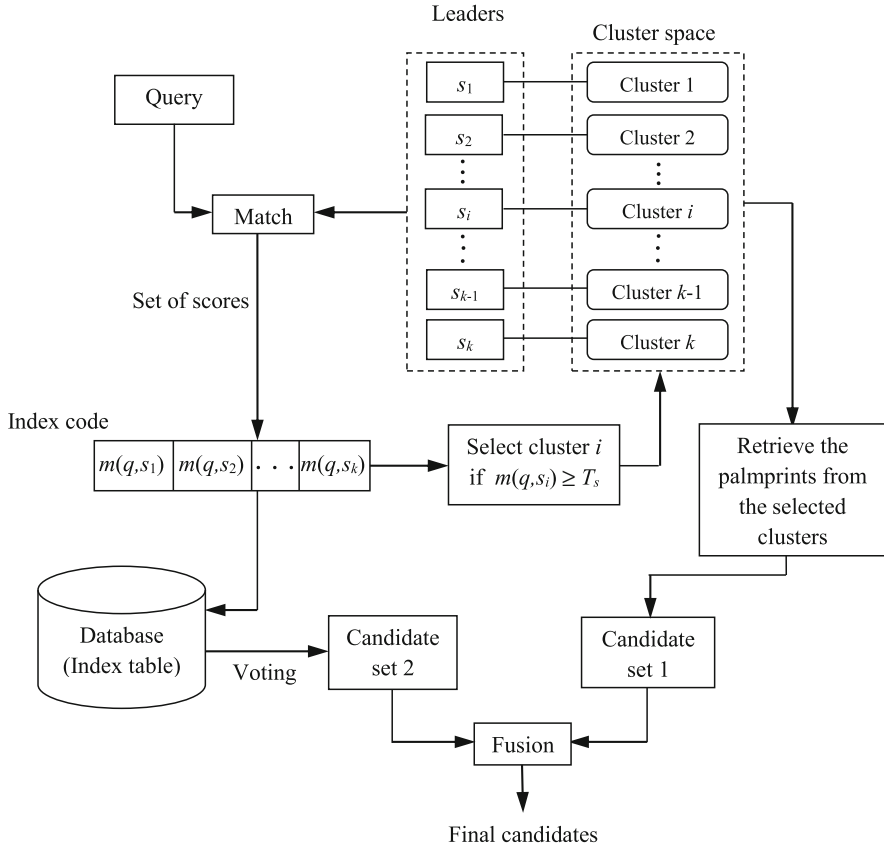 Leaders
Cluster space
Query
s1
Cluster 1
s2
Cluster 2
Match
si
Cluster i
sk-1
Cluster k-1
Set of scores
sk
Cluster k
Index code
m(q,s1) m(q,s2) · · · m(q,sk)
Select cluster i
if m(q,si) ≥ Ts
Retrieve the
palmprints from
the selected
clusters
Database
(Index table)
Voting
Candidate
set 2
Candidate
set 1
Fusion
Final candidates